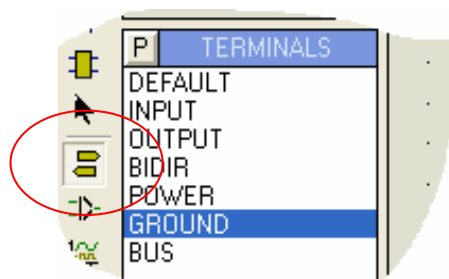 P TERMINALS
DEFAULT
INPUT
OUTPUT
BIDIR
POWER
GROUND
BUS